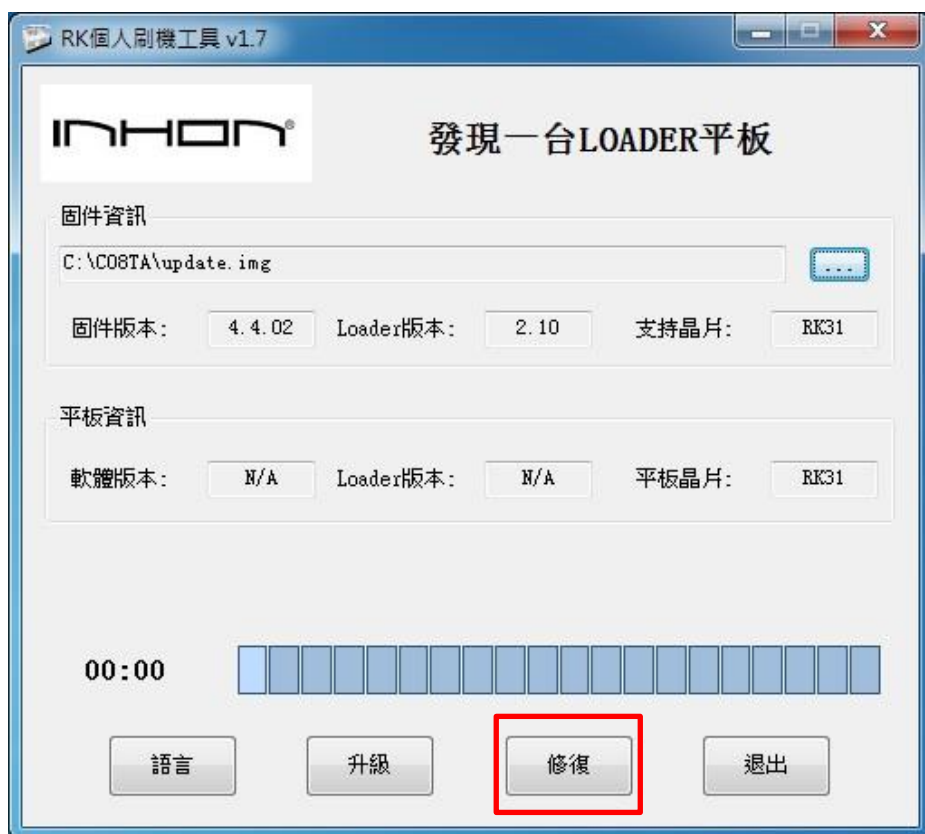 RK個人刷機工具 v1.7
INHON®
發現一台LOADER平板
固件資訊
C:\C08TA\update.img
...
固件版本: 4.4.02 Loader版本: 2.10 支持晶片: RK31
平板資訊
軟體版本: N/A Loader版本: N/A 平板晶片: RK31
00:00
語言 升級 修復 退出